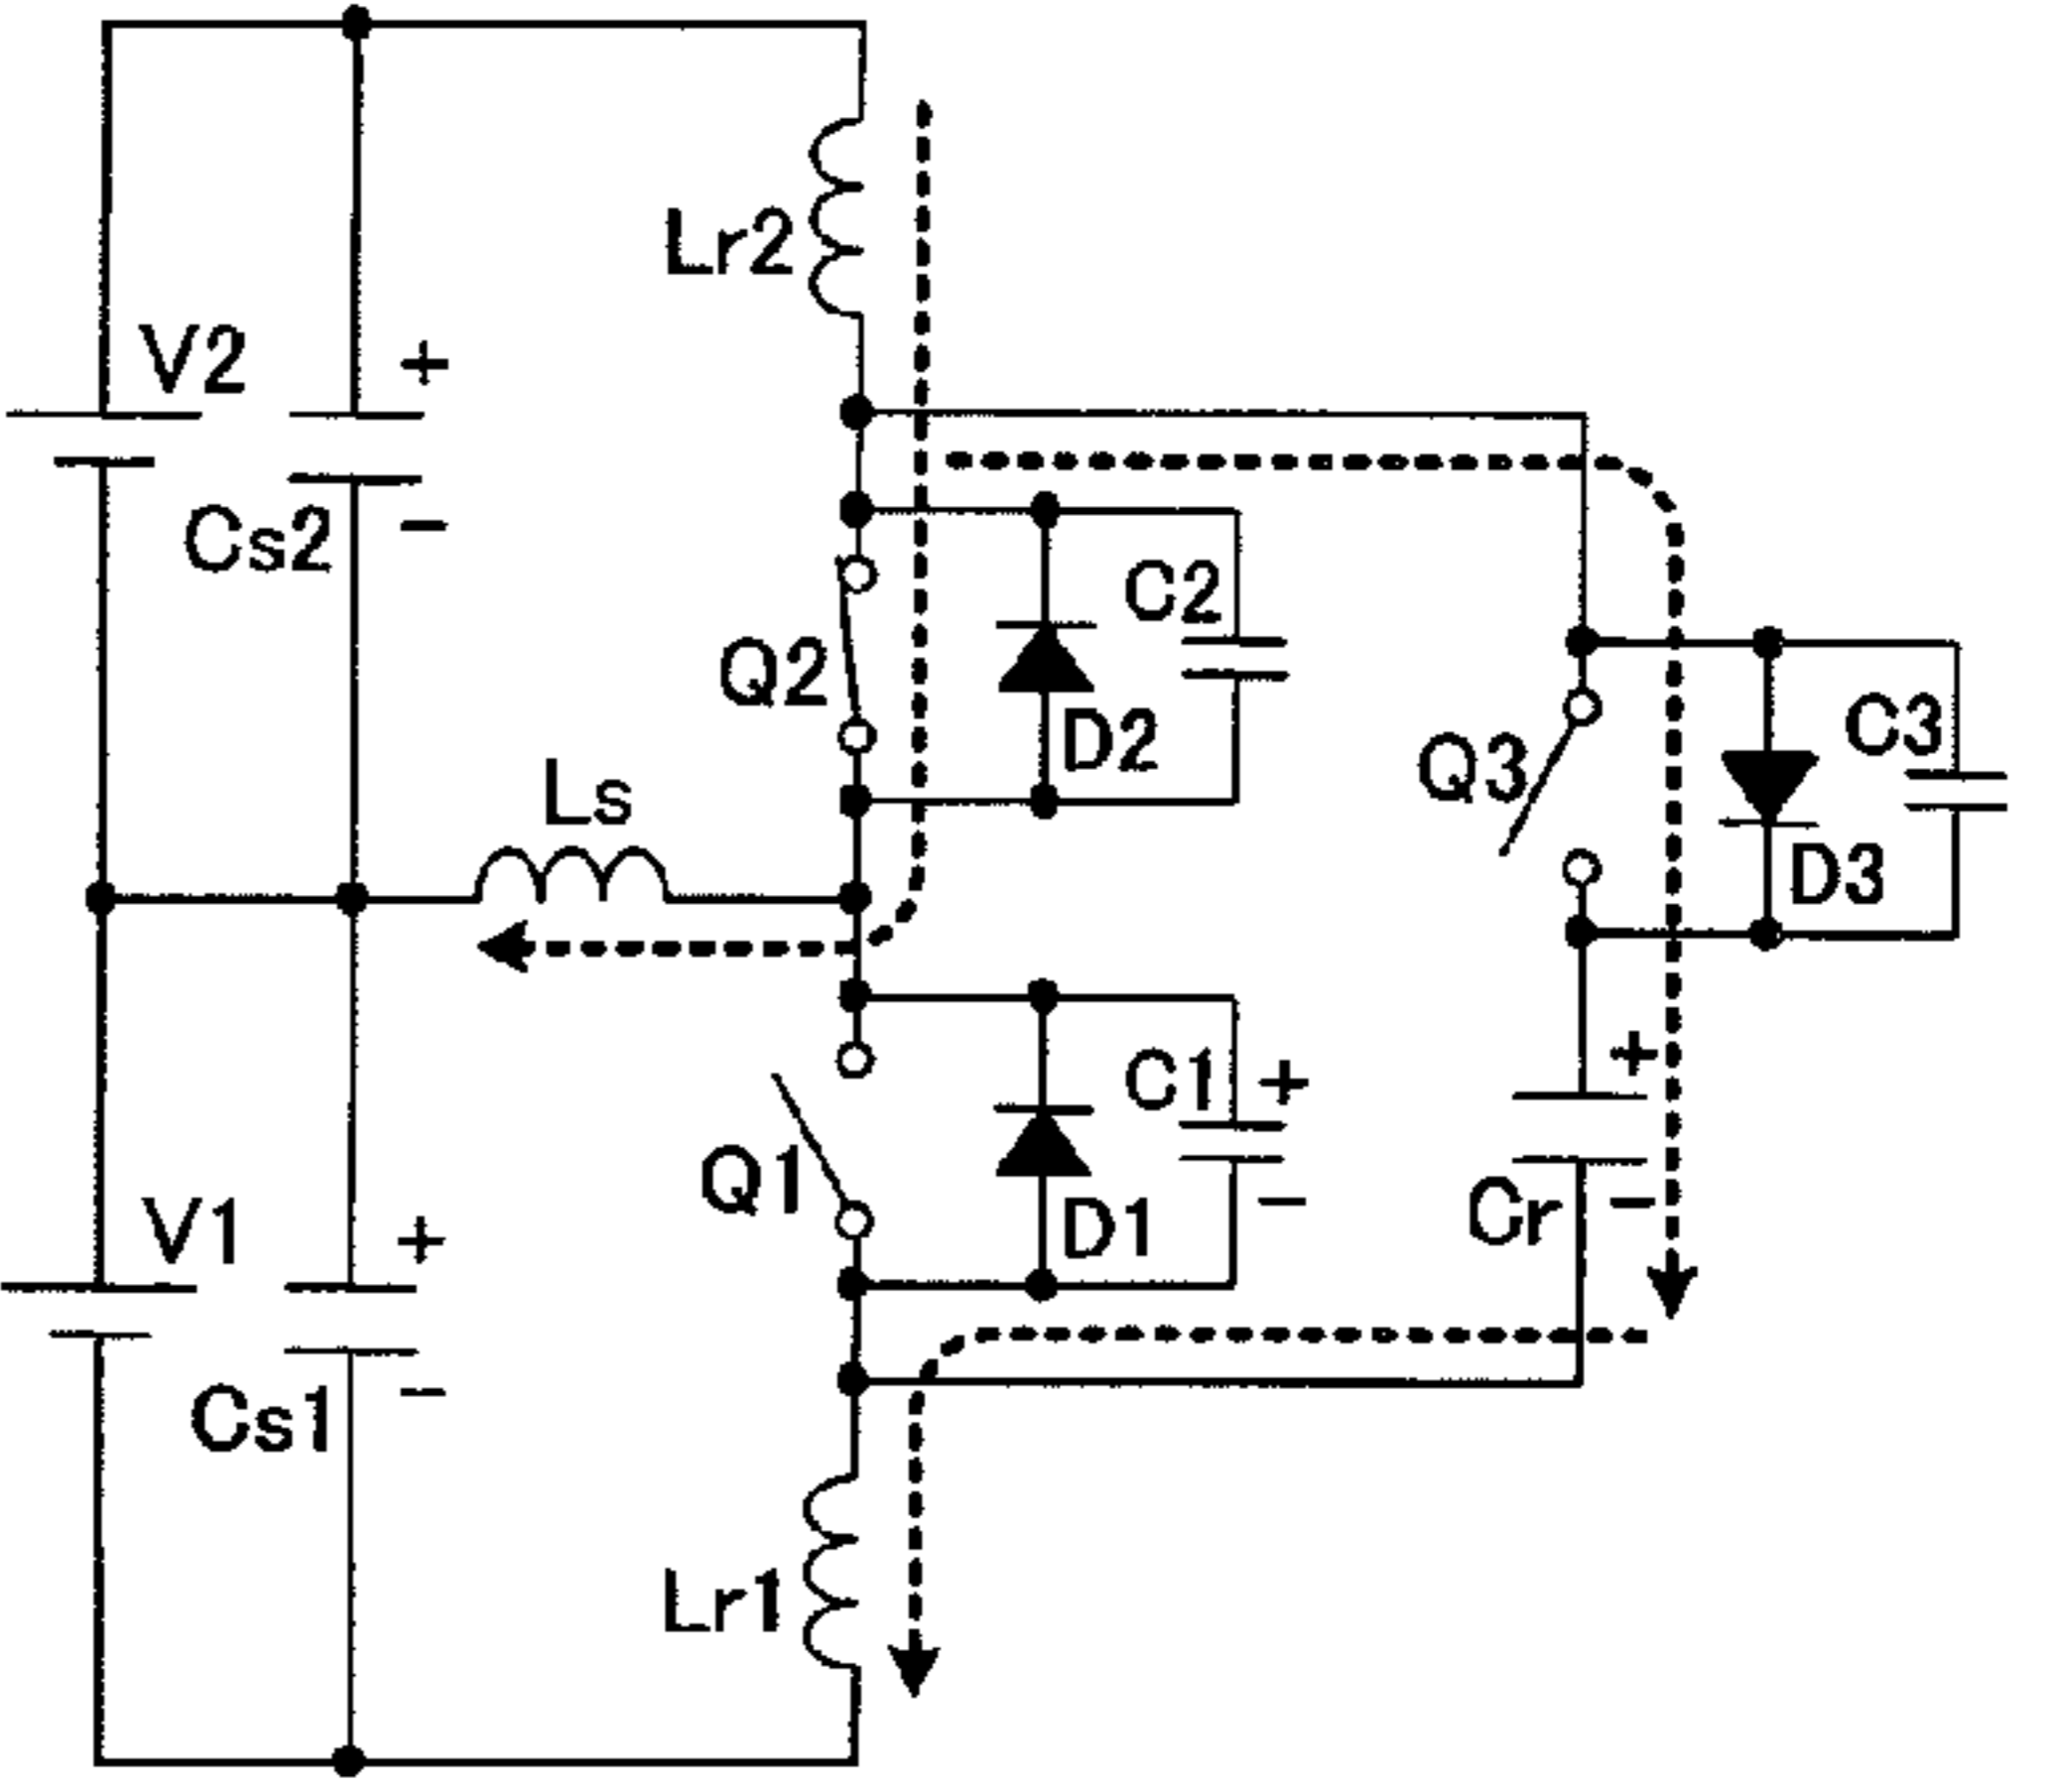 Lr2
V2
+
Cs2
−
C2
Q2
D2
C3
Q3
Ls
D3
+
C1
+
Q1
−
Cr
−
V1
+
D1
Cs1
−
Lr1